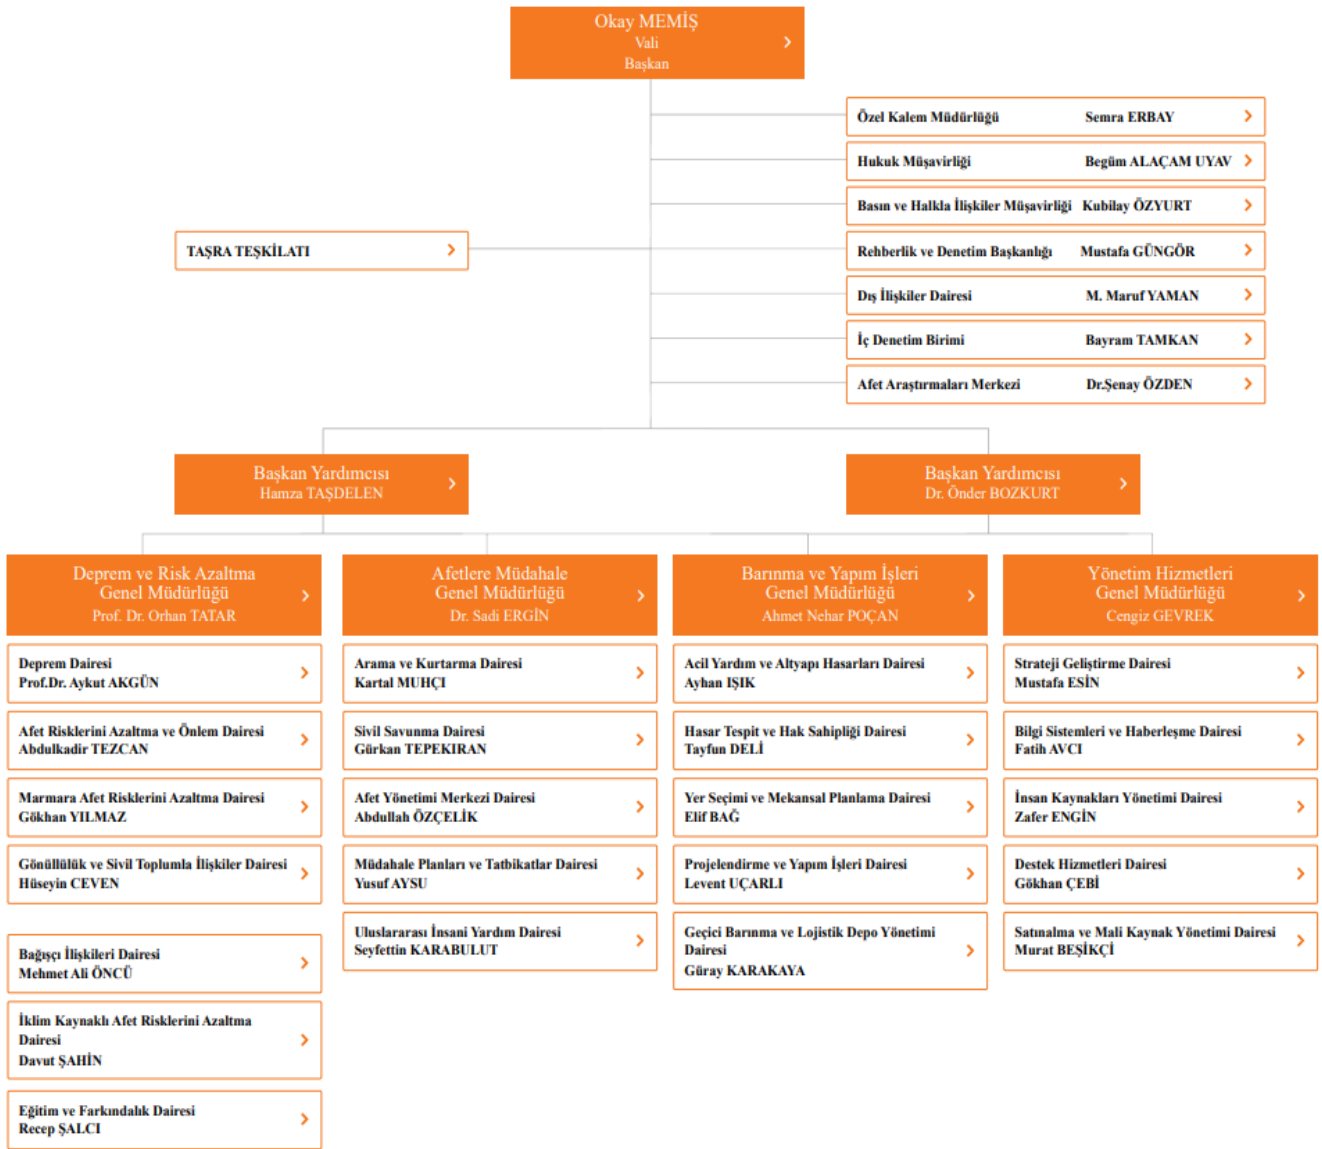 Okay MEMİŞ
Vali
Başkan
Özel Kalem Müdürlüğü Semra ERBAY
Hukuk Müşavirliği Begüm ALAÇAM UYAV
Basın ve Halkla İlişkiler Müşavirliği Kubilay ÖZYURT
TAŞRA TEŞKİLATI
Rehberlik ve Denetim Başkanlığı Mustafa GÜNGÖR
Dış İlişkiler Dairesi M. Maruf YAMAN
İç Denetim Birimi Bayram TAMKAN
Afet Araştırmaları Merkezi Dr.Şenay ÖZDEN
Başkan Yardımcısı
Hamza TAŞDELEN
Başkan Yardımcısı
Dr. Önder BOZKURT
Deprem ve Risk Azaltma
Genel Müdürlüğü
Prof. Dr. Orhan TATAR
Deprem Dairesi
Prof.Dr. Aykut AKGÜN
Afet Risklerini Azaltma ve Önlem Dairesi
Abdulkadir TEZCAN
Marmara Afet Risklerini Azaltma Dairesi
Gökhan YILMAZ
Gönüllülük ve Sivil Toplumla İlişkiler Dairesi
Hüseyin CEVEN
Bağışçı İlişkileri Dairesi
Mehmet Ali ÖNCÜ
İklim Kaynaklı Afet Risklerini Azaltma
Dairesi
Davut ŞAHİN
Eğitim ve Farkındalık Dairesi
Recep ŞALCI
Afetlere Müdahale
Genel Müdürlüğü
Dr. Sadi ERGİN
Arama ve Kurtarma Dairesi
Kartal MUHÇI
Sivil Savunma Dairesi
Gürkan TEPEKIRAN
Afet Yönetimi Merkezi Dairesi
Abdullah ÖZÇELİK
Müdahale Planları ve Tatbikatlar Dairesi
Yusuf AYSU
Uluslararası İnsani Yardım Dairesi
Seyfettin KARABULUT
Barınma ve Yapım İşleri
Genel Müdürlüğü
Ahmet Nehar POÇAN
Acil Yardım ve Altyapı Hasarları Dairesi
Ayhan IŞIK
Hasar Tespit ve Hak Sahipliği Dairesi
Tayfun DELİ
Yer Seçimi ve Mekansal Planlama Dairesi
Elif BAĞ
Projelendirme ve Yapım İşleri Dairesi
Levent UÇARLI
Geçici Barınma ve Lojistik Depo Yönetimi
Dairesi
Güray KARAKAYA
Yönetim Hizmetleri
Genel Müdürlüğü
Cengiz GEVREK
Strateji Geliştirme Dairesi
Mustafa ESİN
Bilgi Sistemleri ve Haberleşme Dairesi
Fatih AVCI
İnsan Kaynakları Yönetimi Dairesi
Zafer ENGİN
Destek Hizmetleri Dairesi
Gökhan ÇEBİ
Satınalma ve Mali Kaynak Yönetimi Dairesi
Murat BEŞİKÇİ